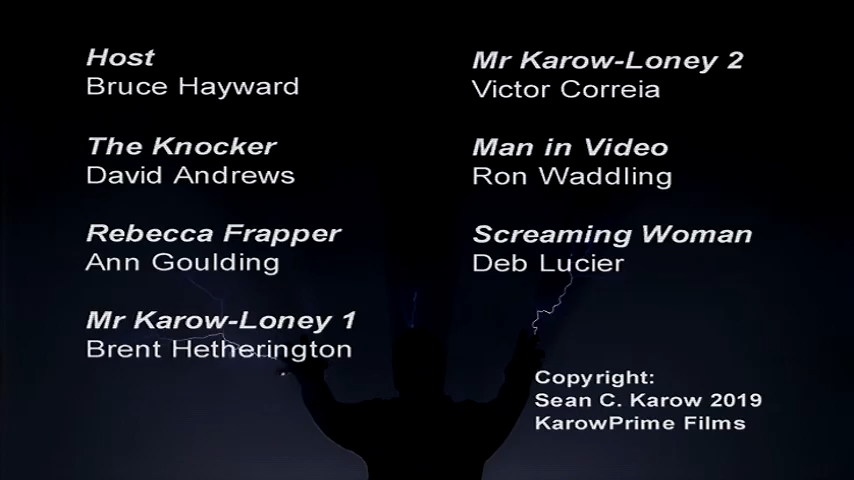 Host
Bruce Hayward
The Knocker
David Andrews
Rebecca Frapper
Ann Goulding
Mr Karow-Loney 1
Brent Hetherington
Mr Karow-Loney 2
Victor Correia
Man in Video
Ron Waddling
Screaming Woman
Deb Lucier
Copyright:
Sean C. Karow 2019
KarowPrime Films